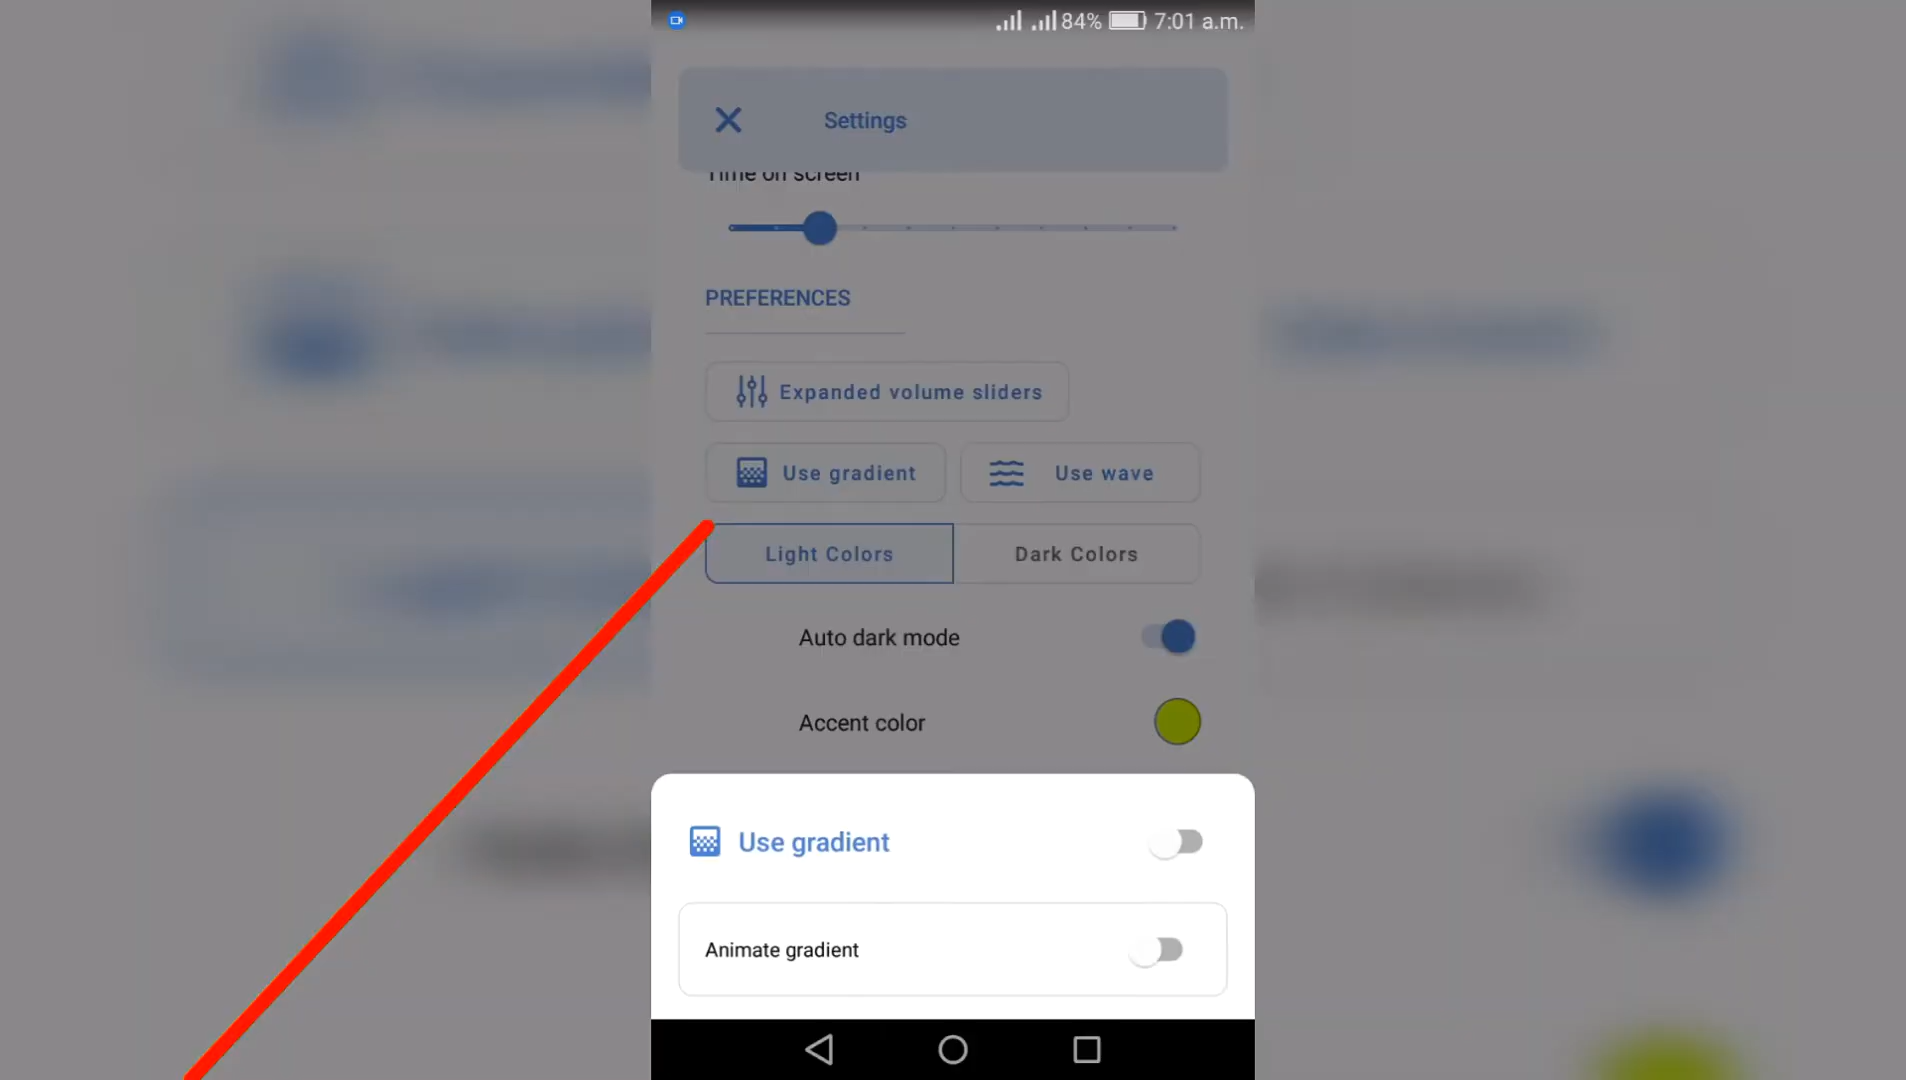 84% 7:01 a.m.
Settings
Time on screen
PREFERENCES
Expanded volume sliders
Use gradient
Use wave
Light Colors
Dark Colors
Auto dark mode
Accent color
Use gradient
Animate gradient